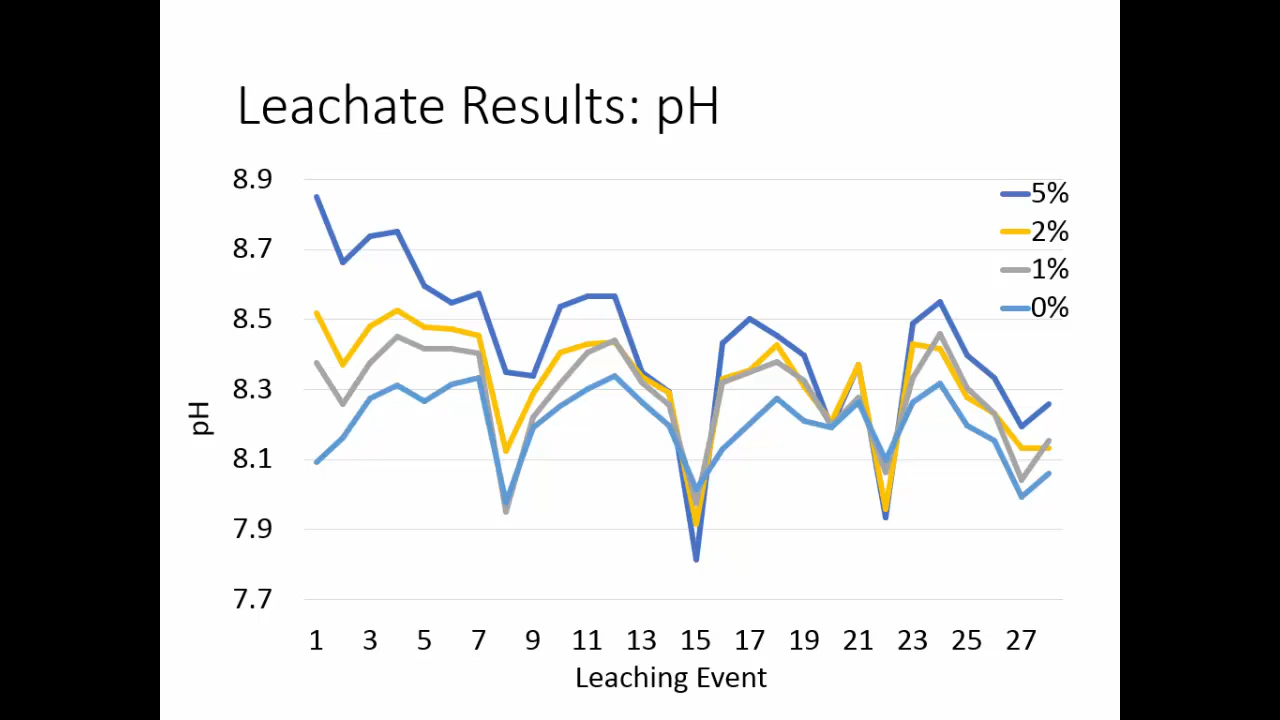 Leachate Results: pH
8.9
8.7
8.5
8.3
8.1
7.9
7.7
pH
5%
2%
1%
0%
1 3 5 7 9 11 13 15 17 19 21 23 25 27
Leaching Event